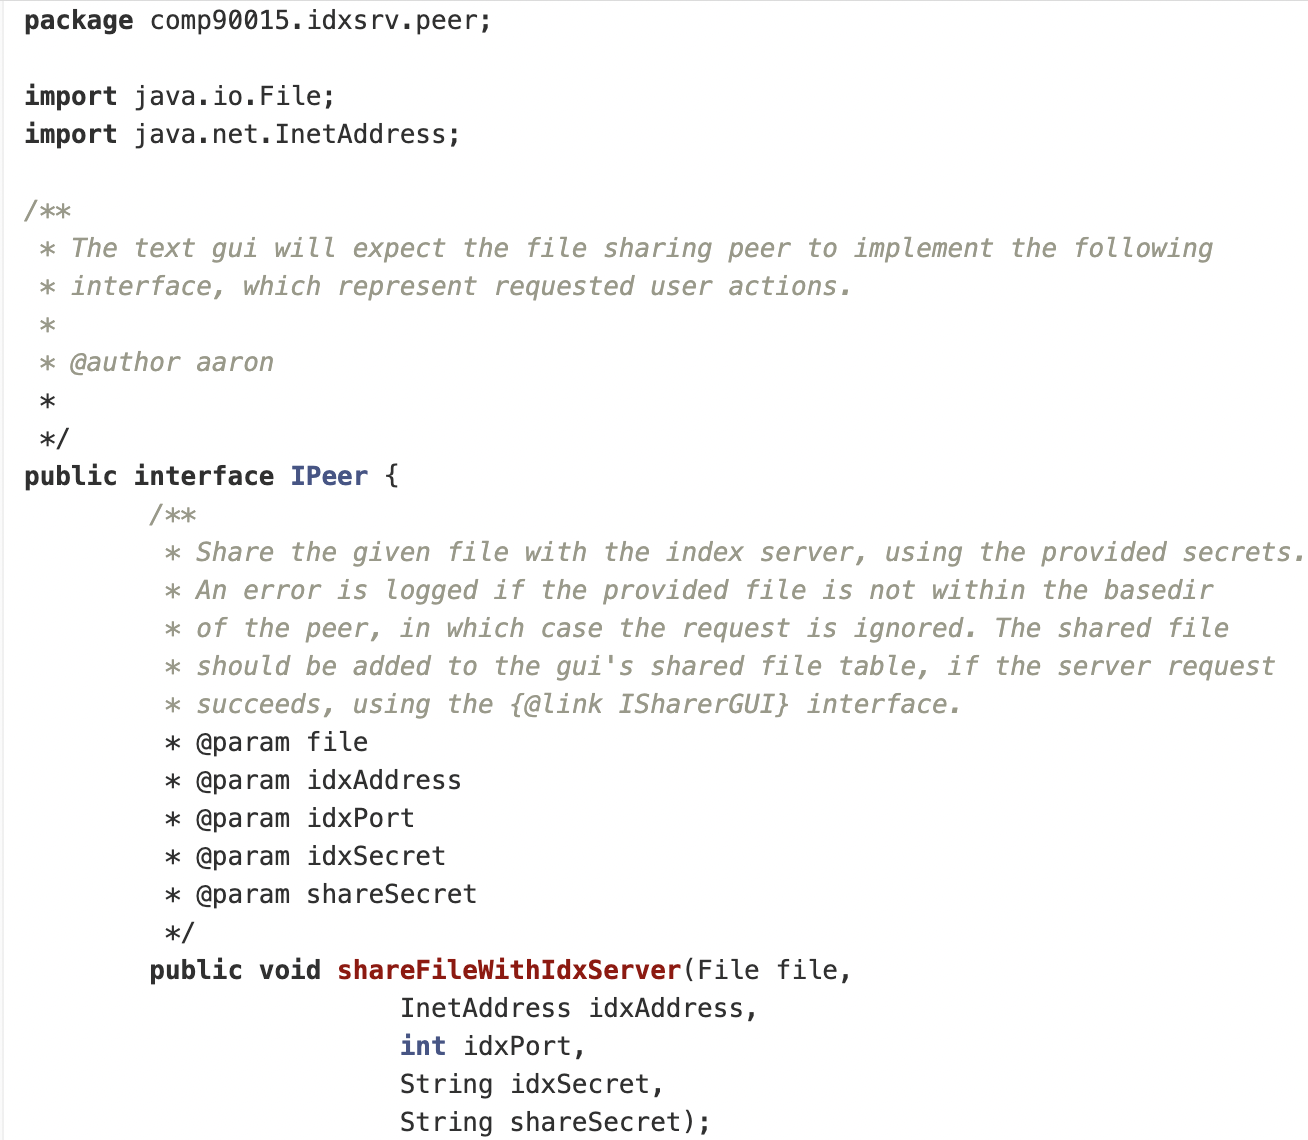 package comp90015.idxsrv.peer;
import java.io.File;
import java.net.InetAddress;
/**
 * The text gui will expect the file sharing peer to implement the following
 * interface, which represent requested user actions.
 *
 * @author aaron
 *
 */
public interface IPeer {
        /**
         * Share the given file with the index server, using the provided secrets.
         * An error is logged if the provided file is not within the basedir
         * of the peer, in which case the request is ignored. The shared file
         * should be added to the gui's shared file table, if the server request
         * succeeds, using the {@link ISharerGUI} interface.
         * @param file
         * @param idxAddress
         * @param idxPort
         * @param idxSecret
         * @param shareSecret
         */
        public void shareFileWithIdxServer(File file,
                        InetAddress idxAddress,
                        int idxPort,
                        String idxSecret,
                        String shareSecret);